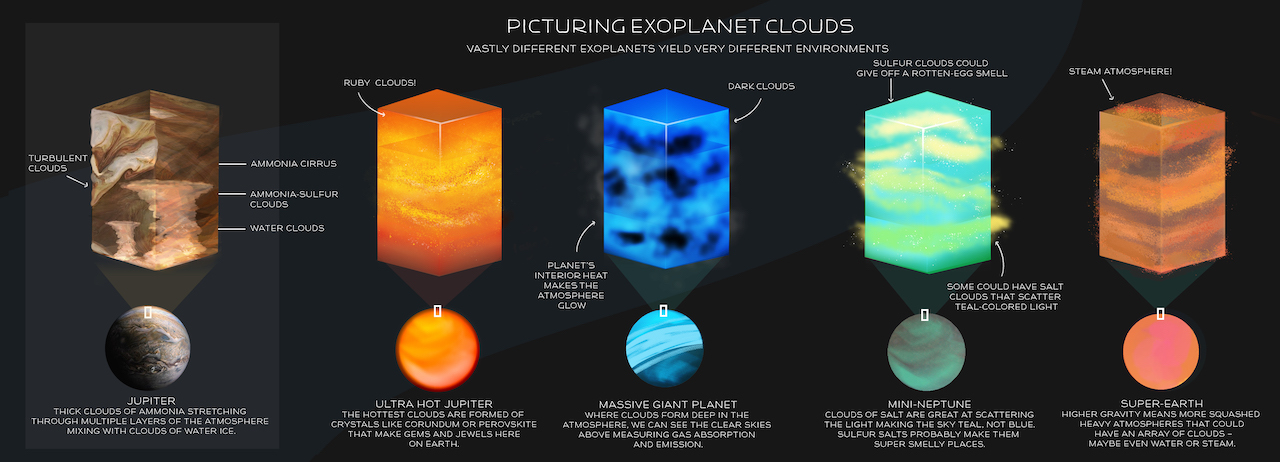 PICTURING EXOPLANET CLOUDS
VASTLY DIFFERENT EXOPLANETS YIELD VERY DIFFERENT ENVIRONMENTS
TURBULENT
CLOUDS
AMMONIA CIRRUS
AMMONIA-SULFUR
CLOUDS
WATER CLOUDS
JUPITER
THICK CLOUDS OF AMMONIA STRETCHING
THROUGH MULTIPLE LAYERS OF THE ATMOSPHERE
MIXING WITH CLOUDS OF WATER ICE.
RUBY CLOUDS!
ULTRA HOT JUPITER
THE HOTTEST CLOUDS ARE FORMED OF
CRYSTALS LIKE CORUNDUM OR PEROVSKITE
THAT MAKE GEMS AND JEWELS HERE
ON EARTH.
DARK CLOUDS
PLANET'S
INTERIOR HEAT
MAKES THE
ATMOSPHERE
GLOW
MASSIVE GIANT PLANET
WHERE CLOUDS FORM DEEP IN THE
ATMOSPHERE, WE CAN SEE THE CLEAR SKIES
ABOVE MEASURING GAS ABSORPTION
AND EMISSION.
SULFUR CLOUDS COULD
GIVE OFF A ROTTEN-EGG SMELL
SOME COULD HAVE SALT
CLOUDS THAT SCATTER
TEAL-COLORED LIGHT
MINI-NEPTUNE
CLOUDS OF SALT ARE GREAT AT SCATTERING
THE LIGHT MAKING THE SKY TEAL, NOT BLUE.
SULFUR SALTS PROBABLY MAKE THEM
SUPER SMELLY PLACES.
STEAM ATMOSPHERE!
SUPER-EARTH
HIGHER GRAVITY MEANS MORE SQUASHED
HEAVY ATMOSPHERES THAT COULD
HAVE AN ARRAY OF CLOUDS –
MAYBE EVEN WATER OR STEAM.